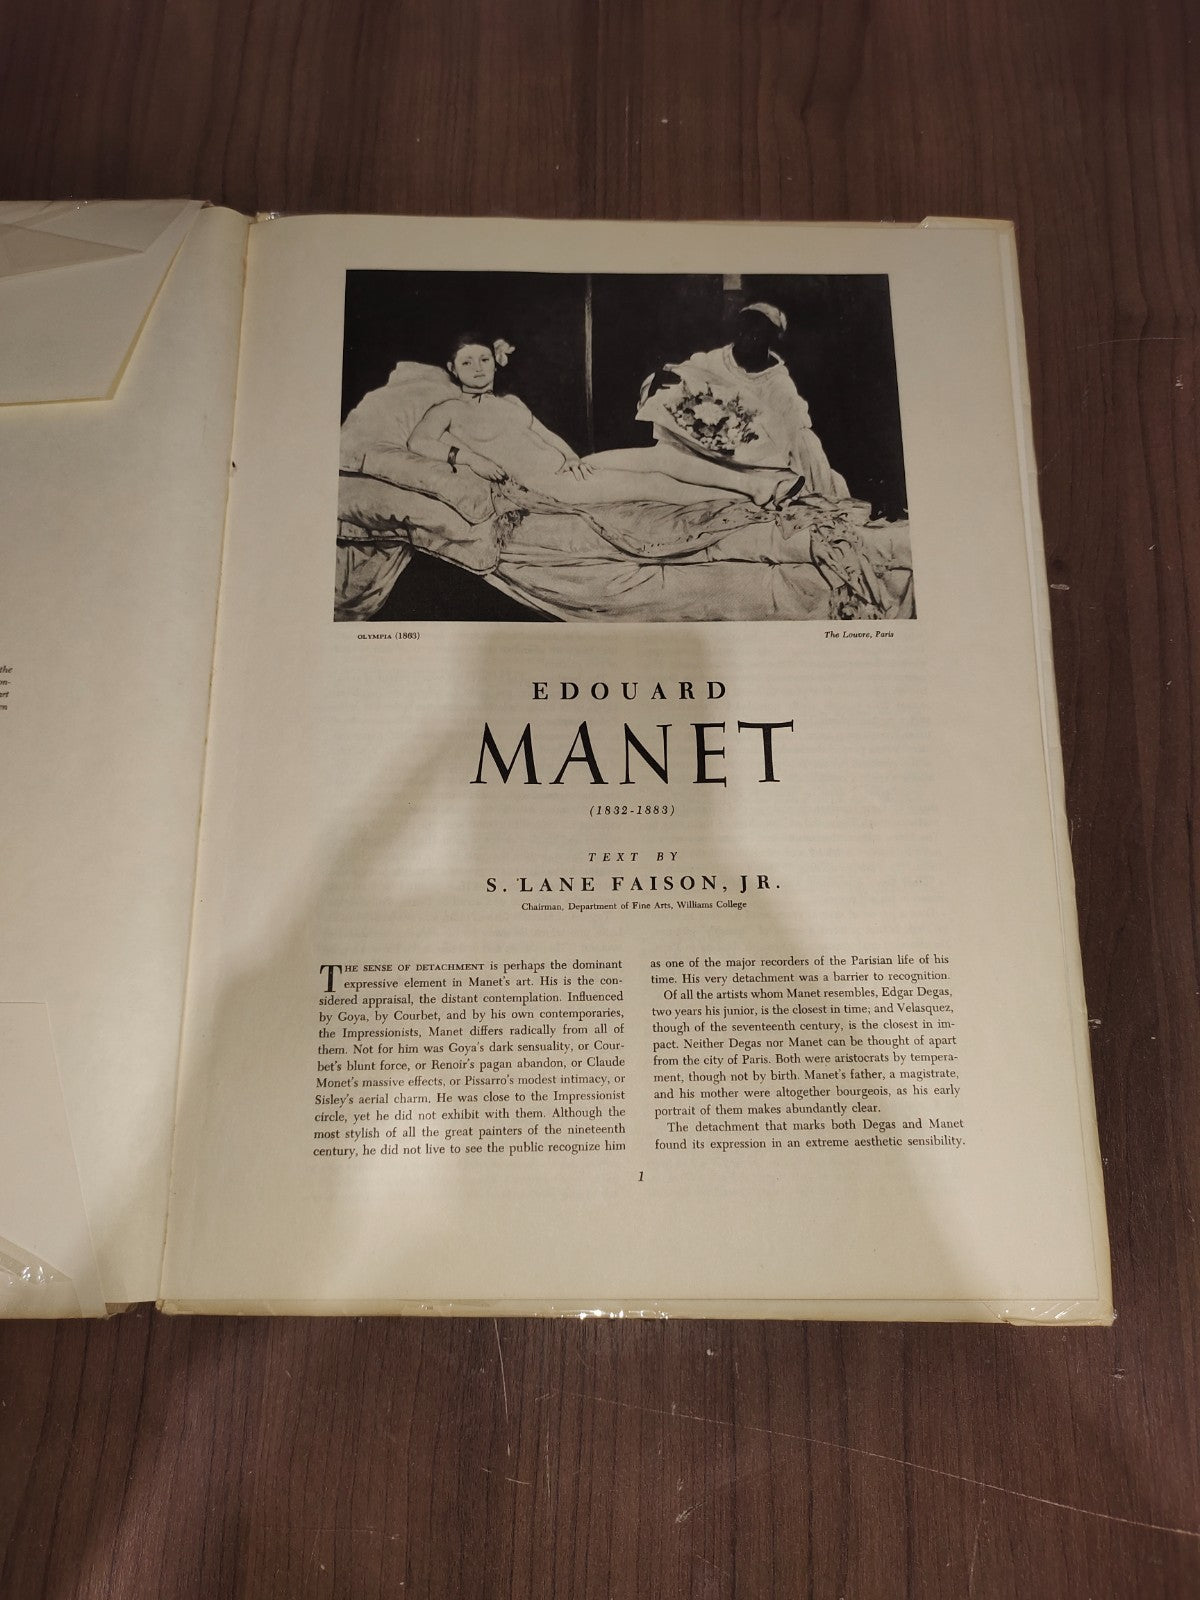 the
on-
art
en
OLYMPIA (1863)
The Louvre, Paris
EDOUARD
MANET
(1832-1883)
TEXT BY
S. LANE FAISON, JR.
Chairman, Department of Fine Arts, Williams College
THE SENSE OF DETACHMENT is perhaps the dominant
expressive element in Manet's art. His is the con-
sidered appraisal, the distant contemplation. Influenced
by Goya, by Courbet, and by his own contemporaries,
the Impressionists, Manet differs radically from all of
them. Not for him was Goya's dark sensuality, or Cour-
bet's blunt force, or Renoir's pagan abandon, or Claude
Monet's massive effects, or Pissarro's modest intimacy, or
Sisley's aerial charm. He was close to the Impressionist
circle, yet he did not exhibit with them. Although the
most stylish of all the great painters of the nineteenth
century, he did not live to see the public recognize him
as one of the major recorders of the Parisian life of his
time. His very detachment was a barrier to recognition.
Of all the artists whom Manet resembles, Edgar Degas,
two years his junior, is the closest in time; and Velasquez,
though of the seventeenth century, is the closest in im-
pact. Neither Degas nor Manet can be thought of apart
from the city of Paris. Both were aristocrats by tempera-
ment, though not by birth. Manet's father, a magistrate,
and his mother were altogether bourgeois, as his early
portrait of them makes abundantly clear.
The detachment that marks both Degas and Manet
found its expression in an extreme aesthetic sensibility.
1